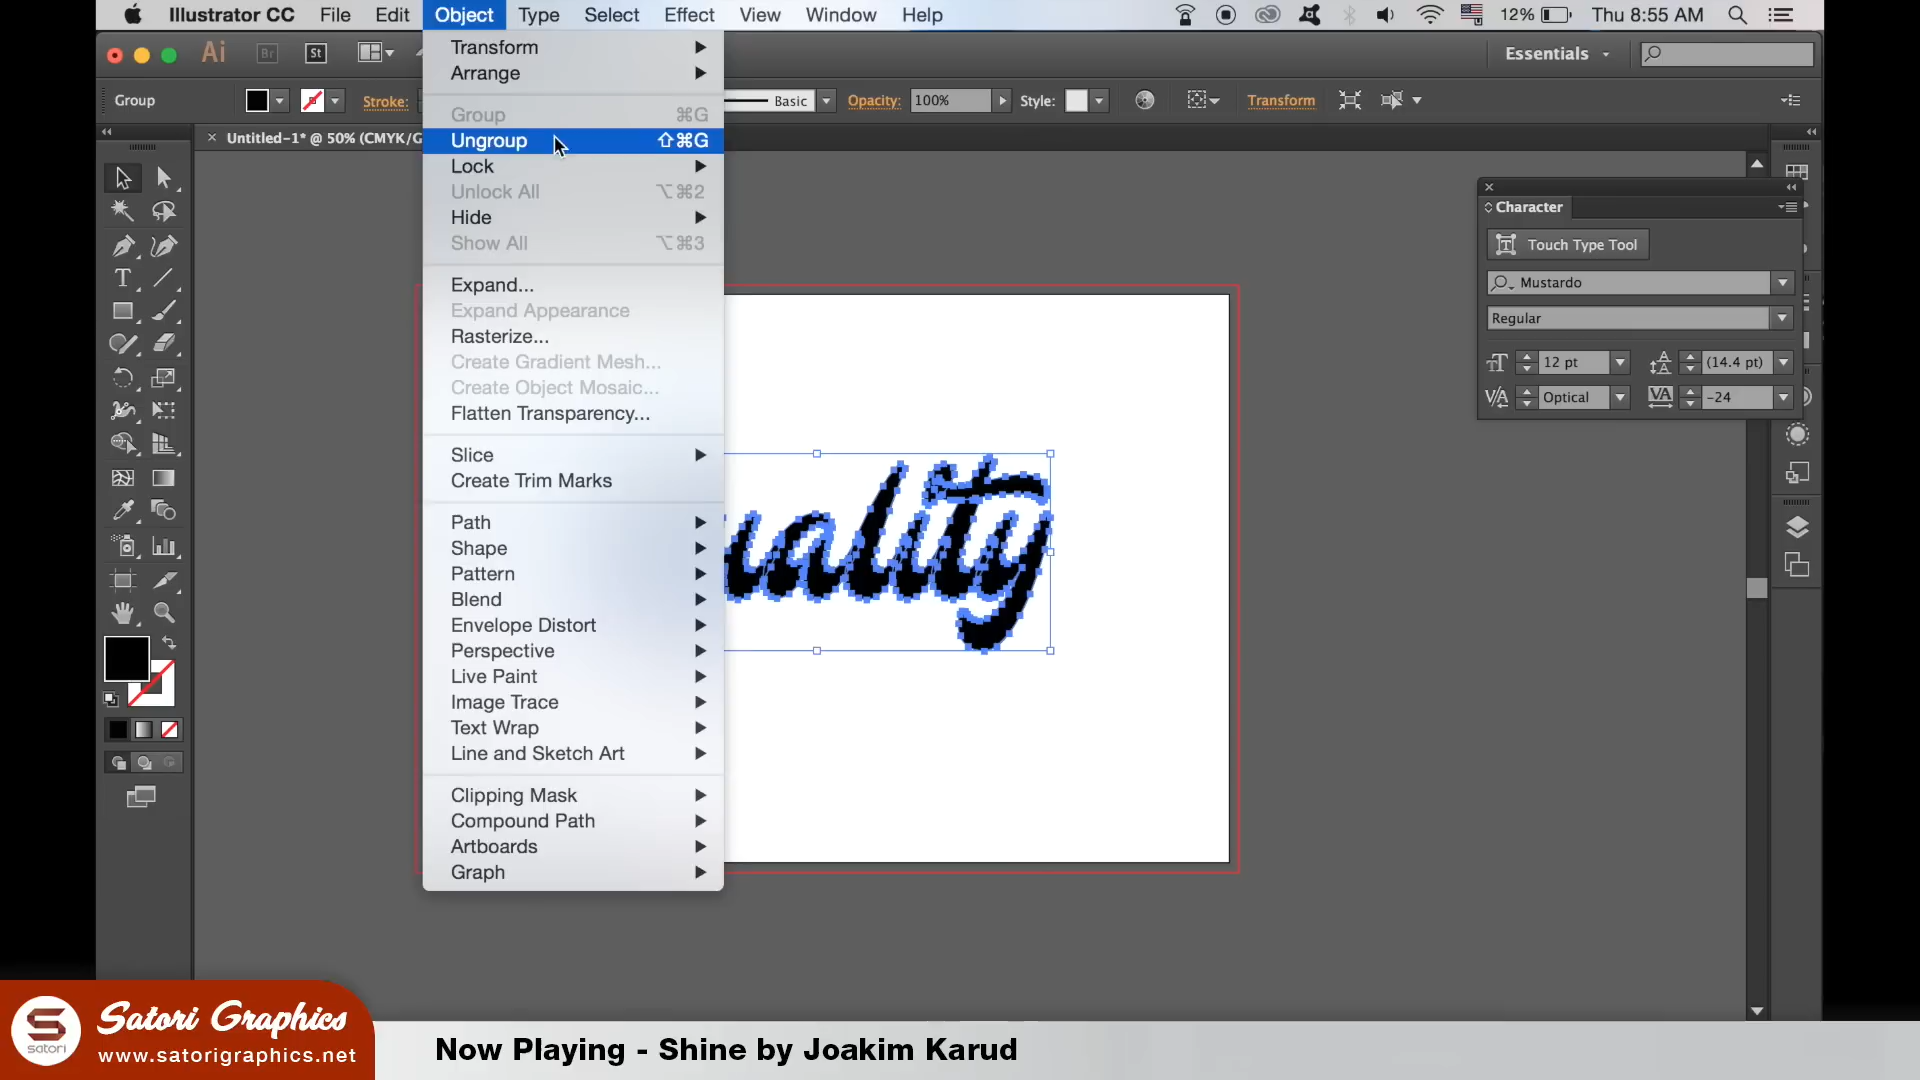 Illustrator CC File Edit Object Type Select Effect View Window Help 12% Thu 8:55 AM
Ai Br St Essentials
Group Stroke: Basic Opacity: 100% Style: Transform
Untitled-1* @ 50% (CMYK/G
Transform
Arrange
Group ⌘G
Ungroup ⇧⌘G
Lock
Unlock All ⌥⌘2
Hide
Show All ⌥⌘3
Expand...
Expand Appearance
Rasterize...
Create Gradient Mesh...
Create Object Mosaic...
Flatten Transparency...
Slice
Create Trim Marks
Path
Shape
Pattern
Blend
Envelope Distort
Perspective
Live Paint
Image Trace
Text Wrap
Line and Sketch Art
Clipping Mask
Compound Path
Artboards
Graph
uality
Character
Touch Type Tool
Mustardo
Regular
12 pt (14.4 pt)
Optical -24
satori
Satori Graphics
www.satorigraphics.net
Now Playing - Shine by Joakim Karud